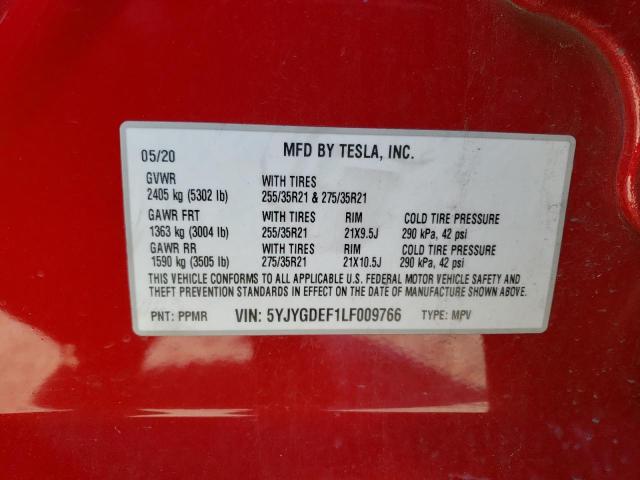 05/20 MFD BY TESLA, INC.
GVWR WITH TIRES
2405 kg (5302 lb) 255/35R21 & 275/35R21
GAWR FRT WITH TIRES RIM COLD TIRE PRESSURE
1363 kg (3004 lb) 255/35R21 21X9.5J 290 kPa, 42 psi
GAWR RR WITH TIRES RIM COLD TIRE PRESSURE
1590 kg (3505 lb) 275/35R21 21X10.5J 290 kPa, 42 psi
THIS VEHICLE CONFORMS TO ALL APPLICABLE U.S. FEDERAL MOTOR VEHICLE SAFETY AND
THEFT PREVENTION STANDARDS IN EFFECT ON THE DATE OF MANUFACTURE SHOWN ABOVE.
PNT: PPMR VIN: 5YJYGDEF1LF009766 TYPE: MPV